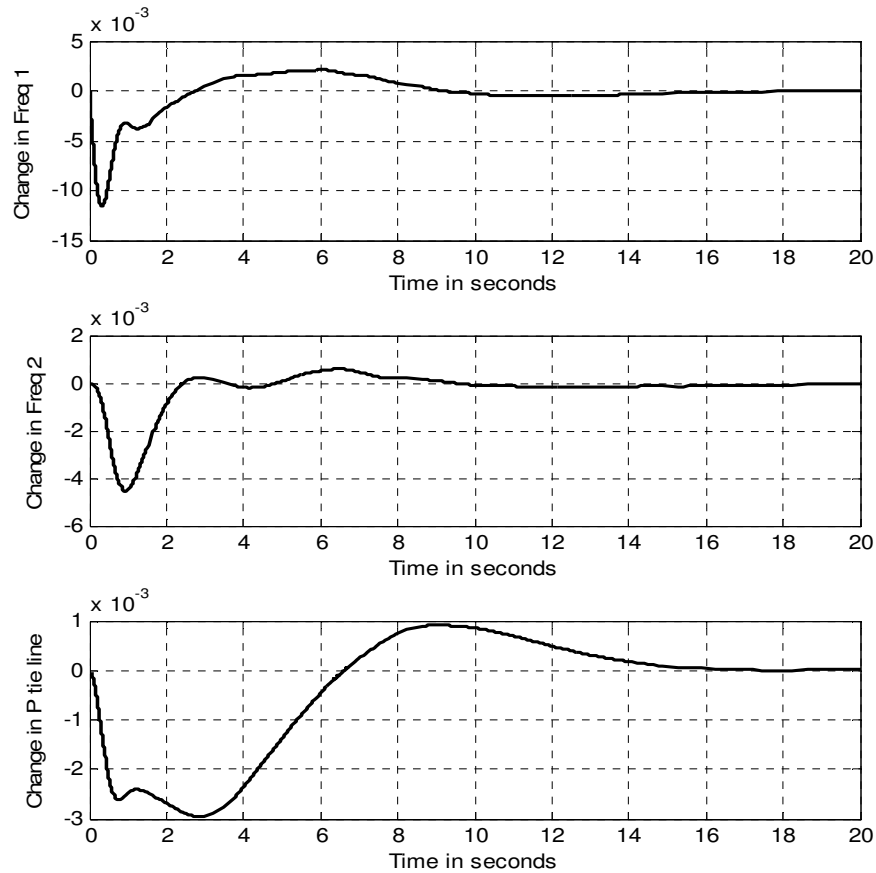 x 10^-3
5
0
-5
-10
-15
Change in Freq 1
0 2 4 6 8 10 12 14 16 18 20
Time in seconds
x 10^-3
2
0
-2
-4
-6
Change in Freq 2
0 2 4 6 8 10 12 14 16 18 20
Time in seconds
x 10^-3
1
0
-1
-2
-3
Change in P tie line
0 2 4 6 8 10 12 14 16 18 20
Time in seconds